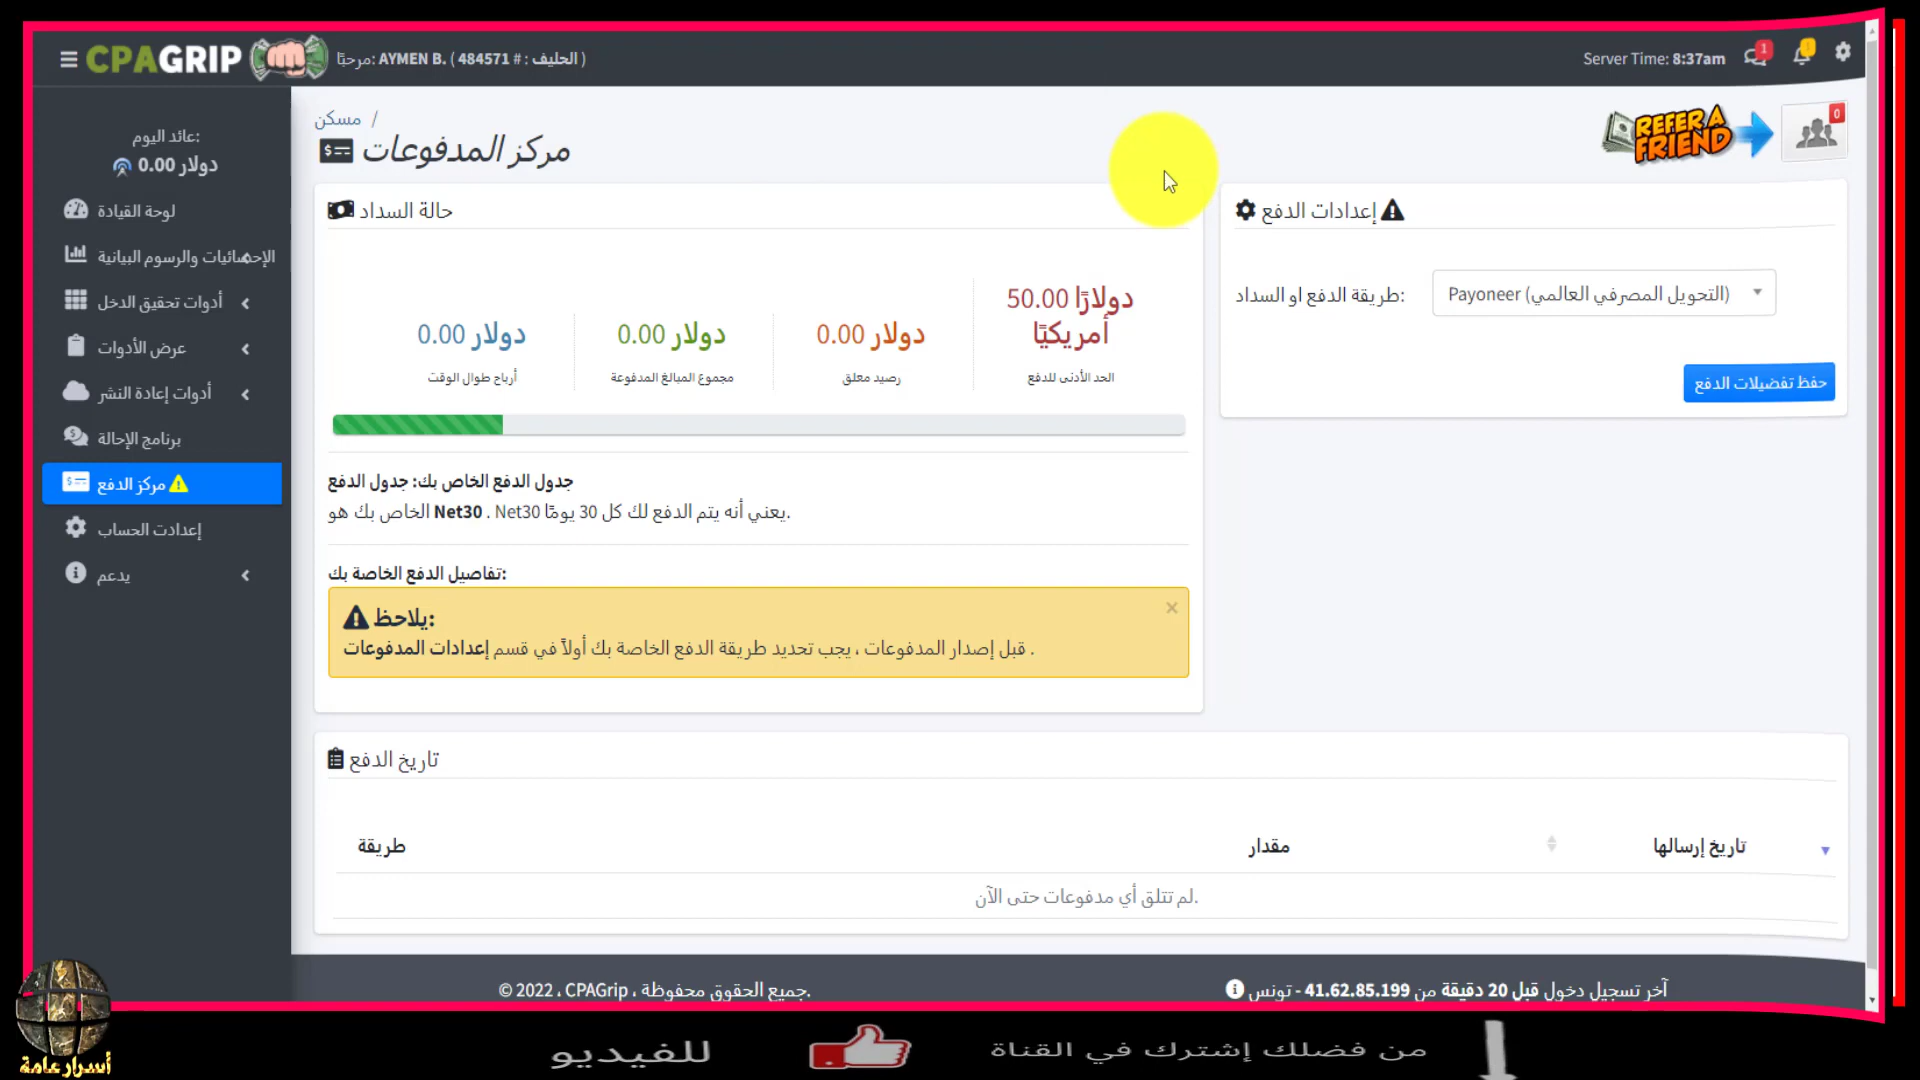 CPAGRIP
مرحبًا: AYMEN B. ( الحليف : # 484571 )
Server Time: 8:37am
1
1
عائد اليوم:
0.00 دولار
لوحة القيادة
الإحصائيات والرسوم البيانية
أدوات تحقيق الدخل
عرض الأدوات
أدوات إعادة النشر
برنامج الإحالة
مركز الدفع
إعدادت الحساب
يدعم
مسكن /
مركز المدفوعات
REFER A FRIEND
0
حالة السداد
0.00 دولار
أرباح طوال الوقت
0.00 دولار
مجموع المبالغ المدفوعة
0.00 دولار
رصيد معلق
50.00 دولارًا أمريكيًا
الحد الأدنى للدفع
جدول الدفع الخاص بك: جدول الدفع
الخاص بك هو Net30 . Net30 يعني أنه يتم الدفع لك كل 30 يومًا.
تفاصيل الدفع الخاصة بك:
يلاحظ:
قبل إصدار المدفوعات ، يجب تحديد طريقة الدفع الخاصة بك أولاً في قسم إعدادات المدفوعات .
إعدادات الدفع
طريقة الدفع او السداد:
Payoneer (التحويل المصرفي العالمي)
حفظ تفضيلات الدفع
تاريخ الدفع
طريقة
مقدار
تاريخ إرسالها
لم تتلق أي مدفوعات حتى الآن.
© 2022 ، CPAGrip ، جميع الحقوق محفوظة.
آخر تسجيل دخول قبل 20 دقيقة من 41.62.85.199 - تونس
أسرار عامة
من فضلك إشترك في القناة
للفيديو